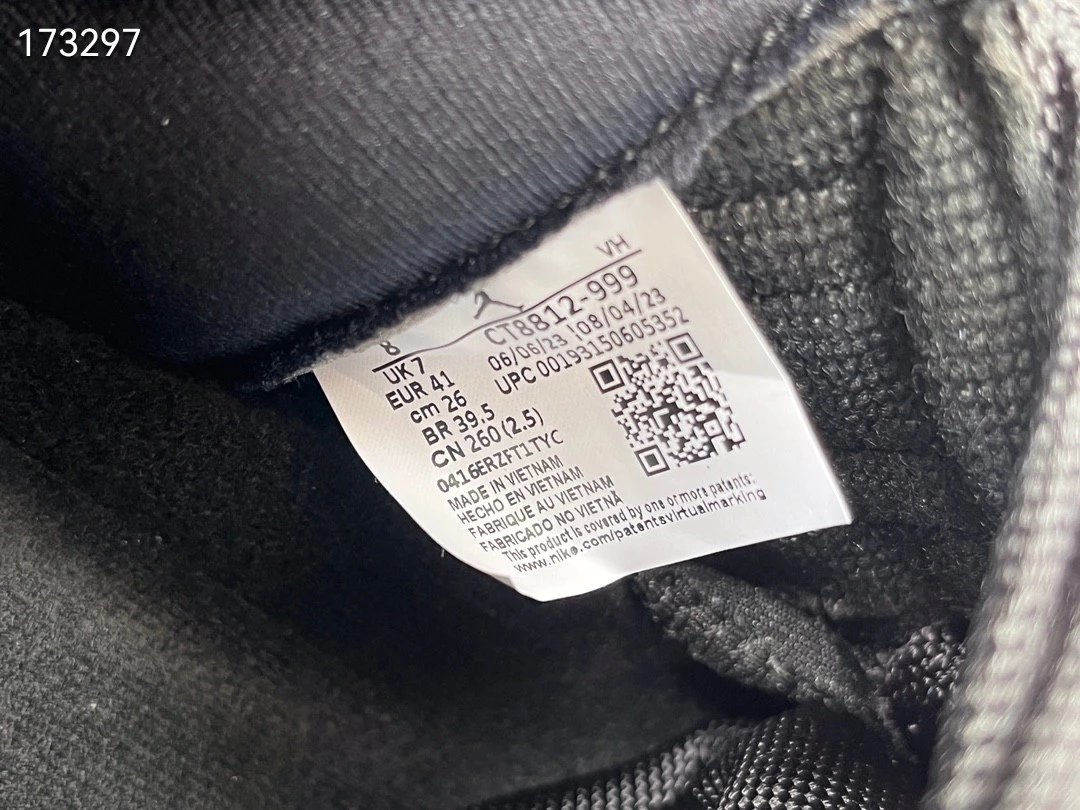 173297
VH
8
CT8812-999
UK 7
06/06/23 | 08/04/23
EUR 41
UPC 00193150605352
cm 26
BR 39.5
CN 260 (2.5)
0416ERZFT1TYC
MADE IN VIETNAM
HECHO EN VIETNAM
FABRIQUE AU VIETNAM
FABRICADO NO VIETNÃ
This product is covered by one or more patents:
www.nike.com/patentsvirtualmarking